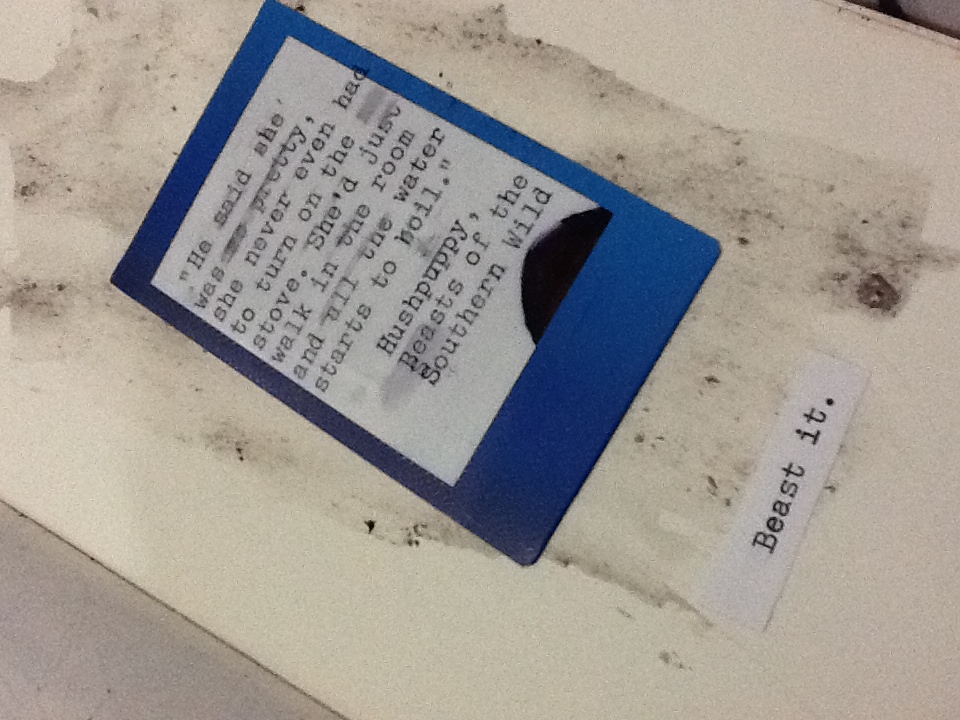 "He said she
was so pretty,
she never even had
to turn on the
stove. She'd just
walk in the room
and all the water
starts to boil."
Hushpuppy,
Beasts of the
Southern Wild
Beast it.